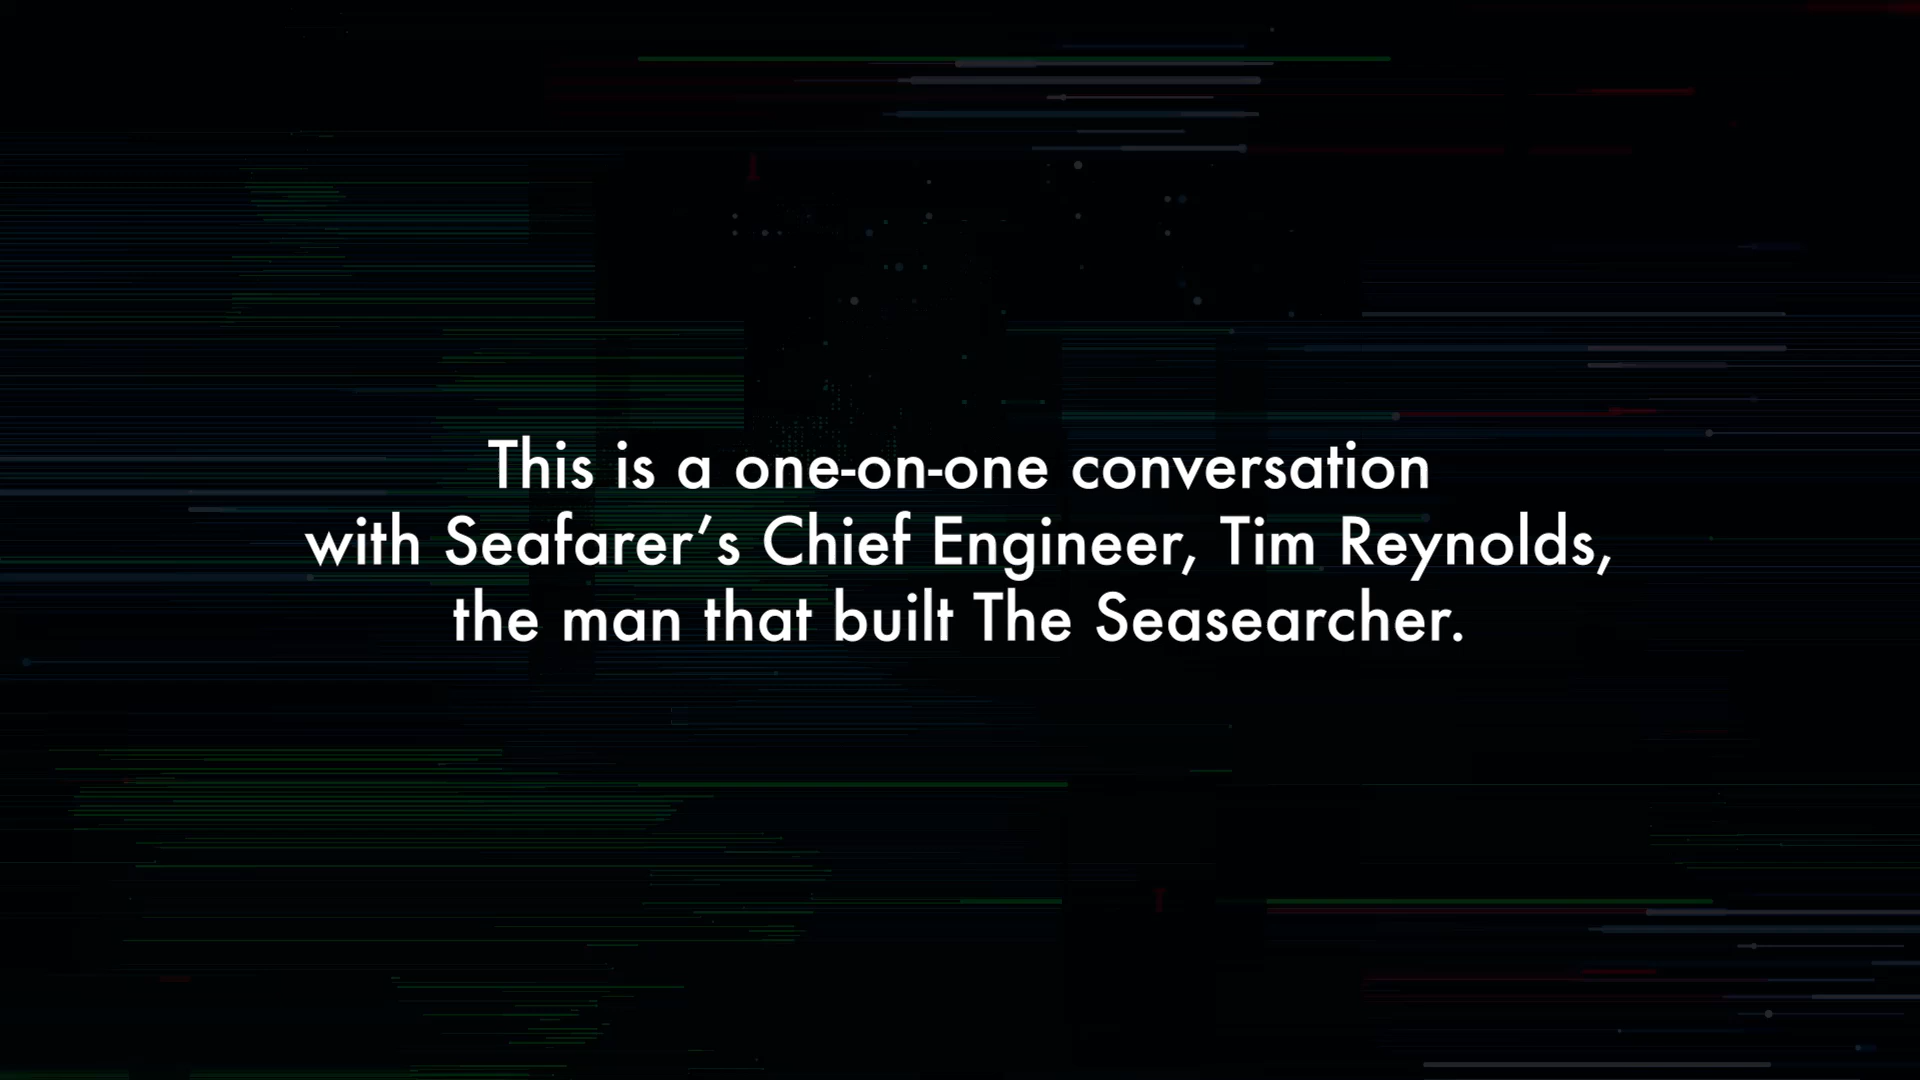 This is a one-on-one conversation
with Seafarer’s Chief Engineer, Tim Reynolds,
the man that built The Seasearcher.